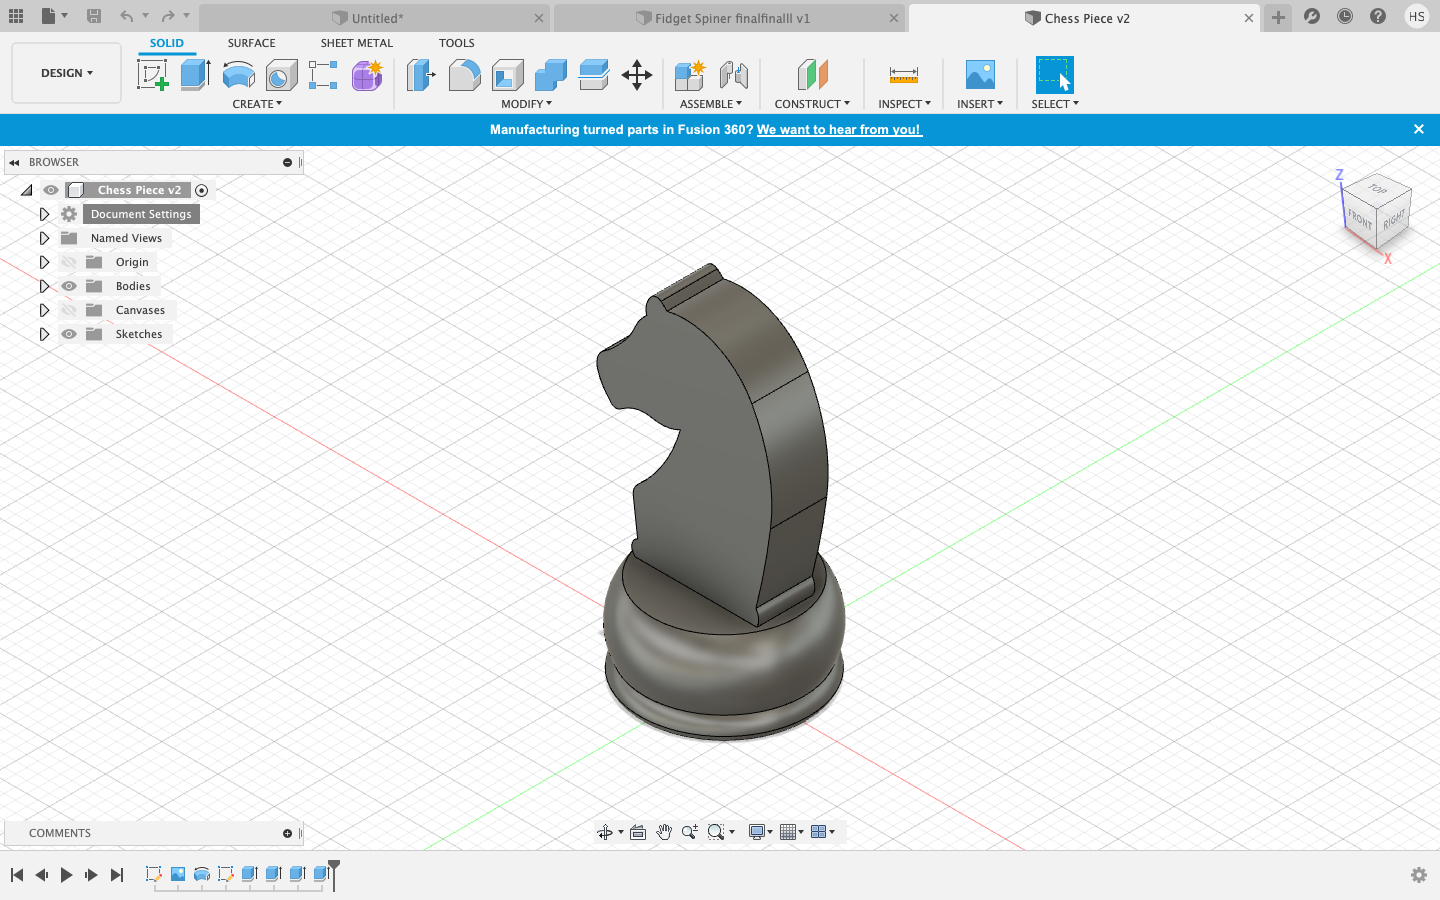 Untitled*
Fidget Spiner finalfinalll v1
Chess Piece v2
HS
DESIGN
SOLID
SURFACE
SHEET METAL
TOOLS
CREATE
MODIFY
ASSEMBLE
CONSTRUCT
INSPECT
INSERT
SELECT
Manufacturing turned parts in Fusion 360? We want to hear from you!
BROWSER
Chess Piece v2
Document Settings
Named Views
Origin
Bodies
Canvases
Sketches
Z
TOP
FRONT
RIGHT
X
COMMENTS